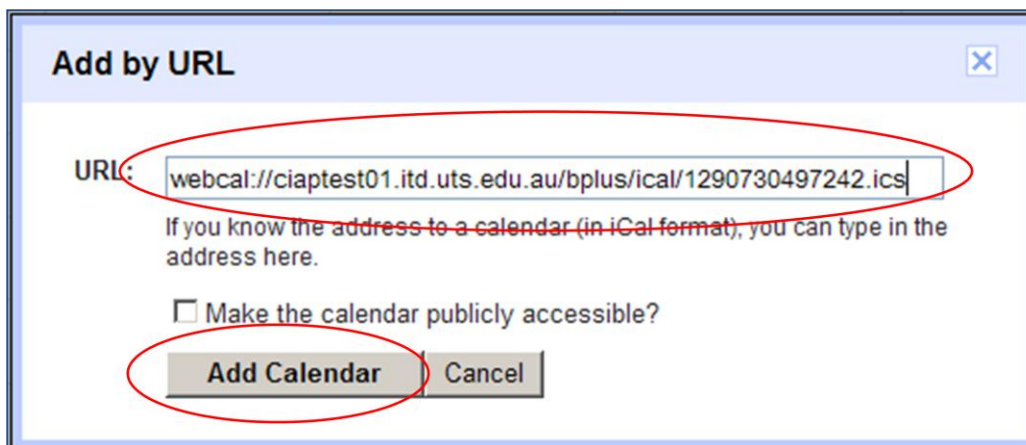 Add by URL
URL: webcal://ciaptest01.itd.uts.edu.au/bplus/ical/1290730497242.ics
If you know the address to a calendar (in iCal format), you can type in the
address here.
Make the calendar publicly accessible?
Add Calendar Cancel